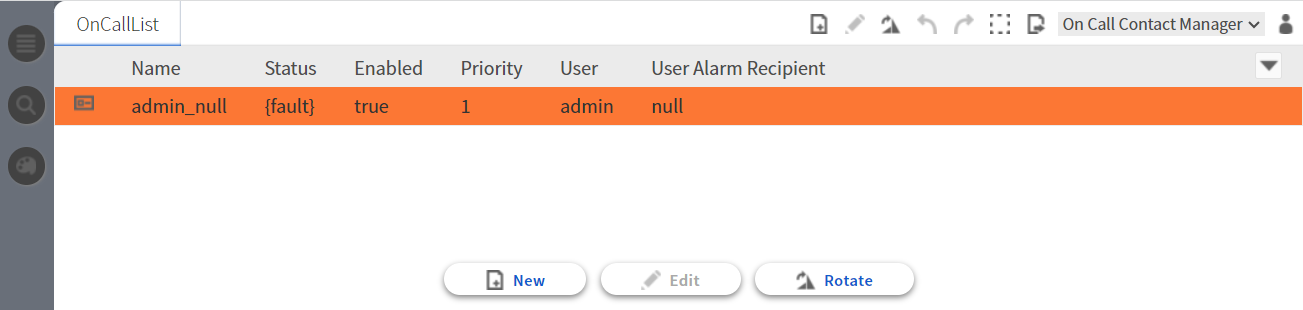 OnCallList On Call Contact Manager
Name Status Enabled Priority User User Alarm Recipient
admin_null {fault} true 1 admin null
New Edit Rotate